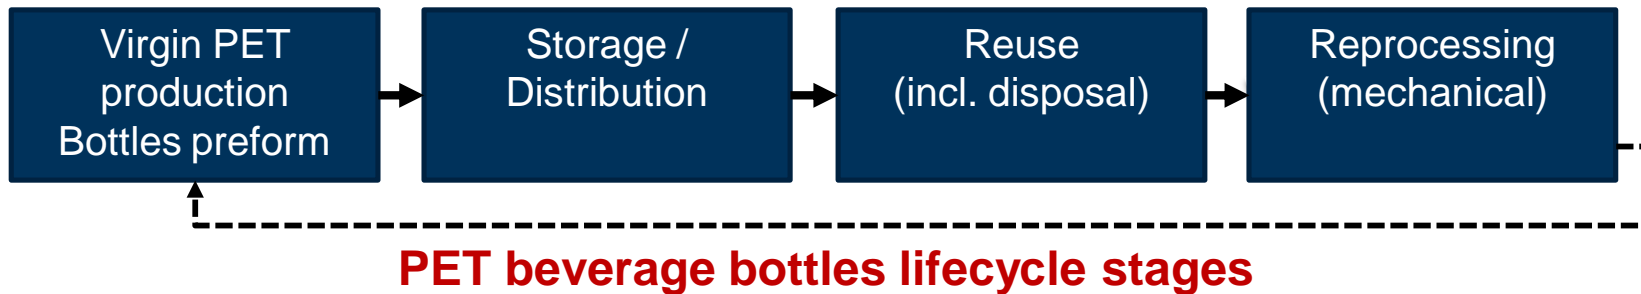 Virgin PET
production
Bottles preform
Storage /
Distribution
Reuse
(incl. disposal)
Reprocessing
(mechanical)
PET beverage bottles lifecycle stages